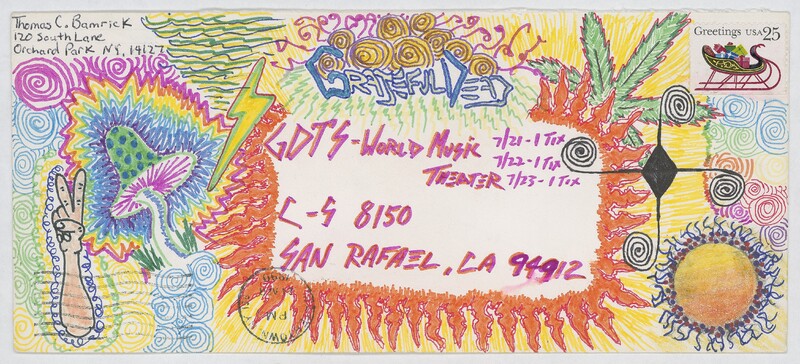 Thomas C. Bamrick
120 South Lane
Orchard Park N.Y. 14127
Greetings USA 25
Grateful Dead
GDTS - World Music 7/21 - 1 Tix
7/22 - 1 Tix
Theater 7/23 - 1 Tix
C-S 8150
San Rafael, CA 94912
PM